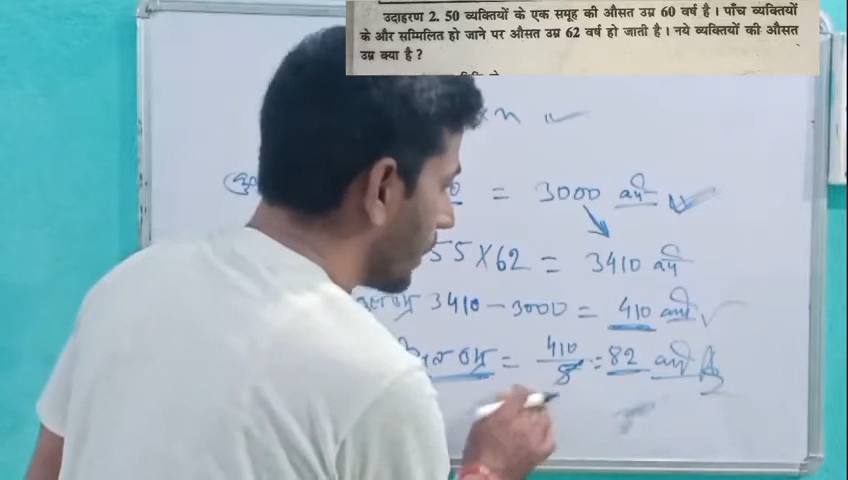 उदाहरण 2. 50 व्यक्तियों के एक समूह की औसत उम्र 60 वर्ष है। पाँच व्यक्तियों
के और सम्मिलित हो जाने पर औसत उम्र 62 वर्ष हो जाती है। नये व्यक्तियों की औसत
उम्र क्या है ?
×n
= 3000 वर्ष
55×62 = 3410 वर्ष
3410 - 3000 = 410 वर्ष
= 410/5 = 82 वर्ष